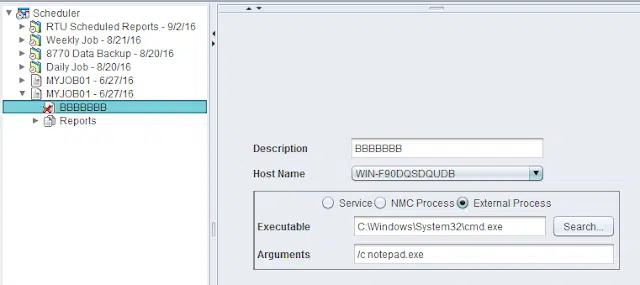 Scheduler
RTU Scheduled Reports - 9/2/16
Weekly Job - 8/21/16
8770 Data Backup - 8/20/16
Daily Job - 8/20/16
MYJOB01 - 6/27/16
MYJOB01 - 6/27/16
BBBBBBB
Reports
Description BBBBBBB
Host Name WIN-F90DQSDQUDB
Service NMC Process External Process
Executable C:\Windows\System32\cmd.exe Search...
Arguments /c notepad.exe